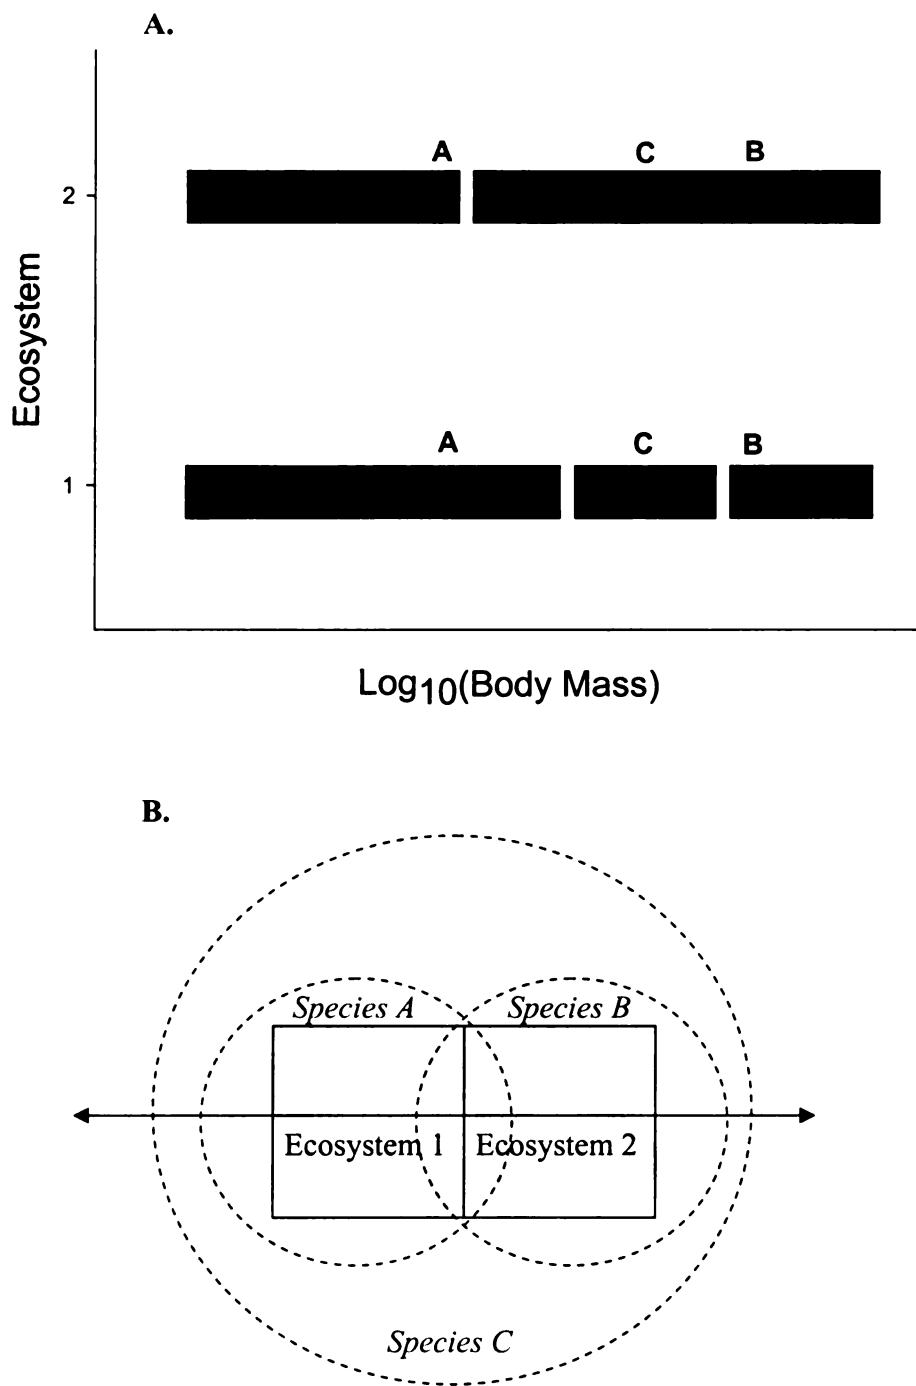 A.
A C B
2
Ecosystem
A C B
1
Log10(Body Mass)
B.
Species A Species B
Ecosystem 1 Ecosystem 2
Species C